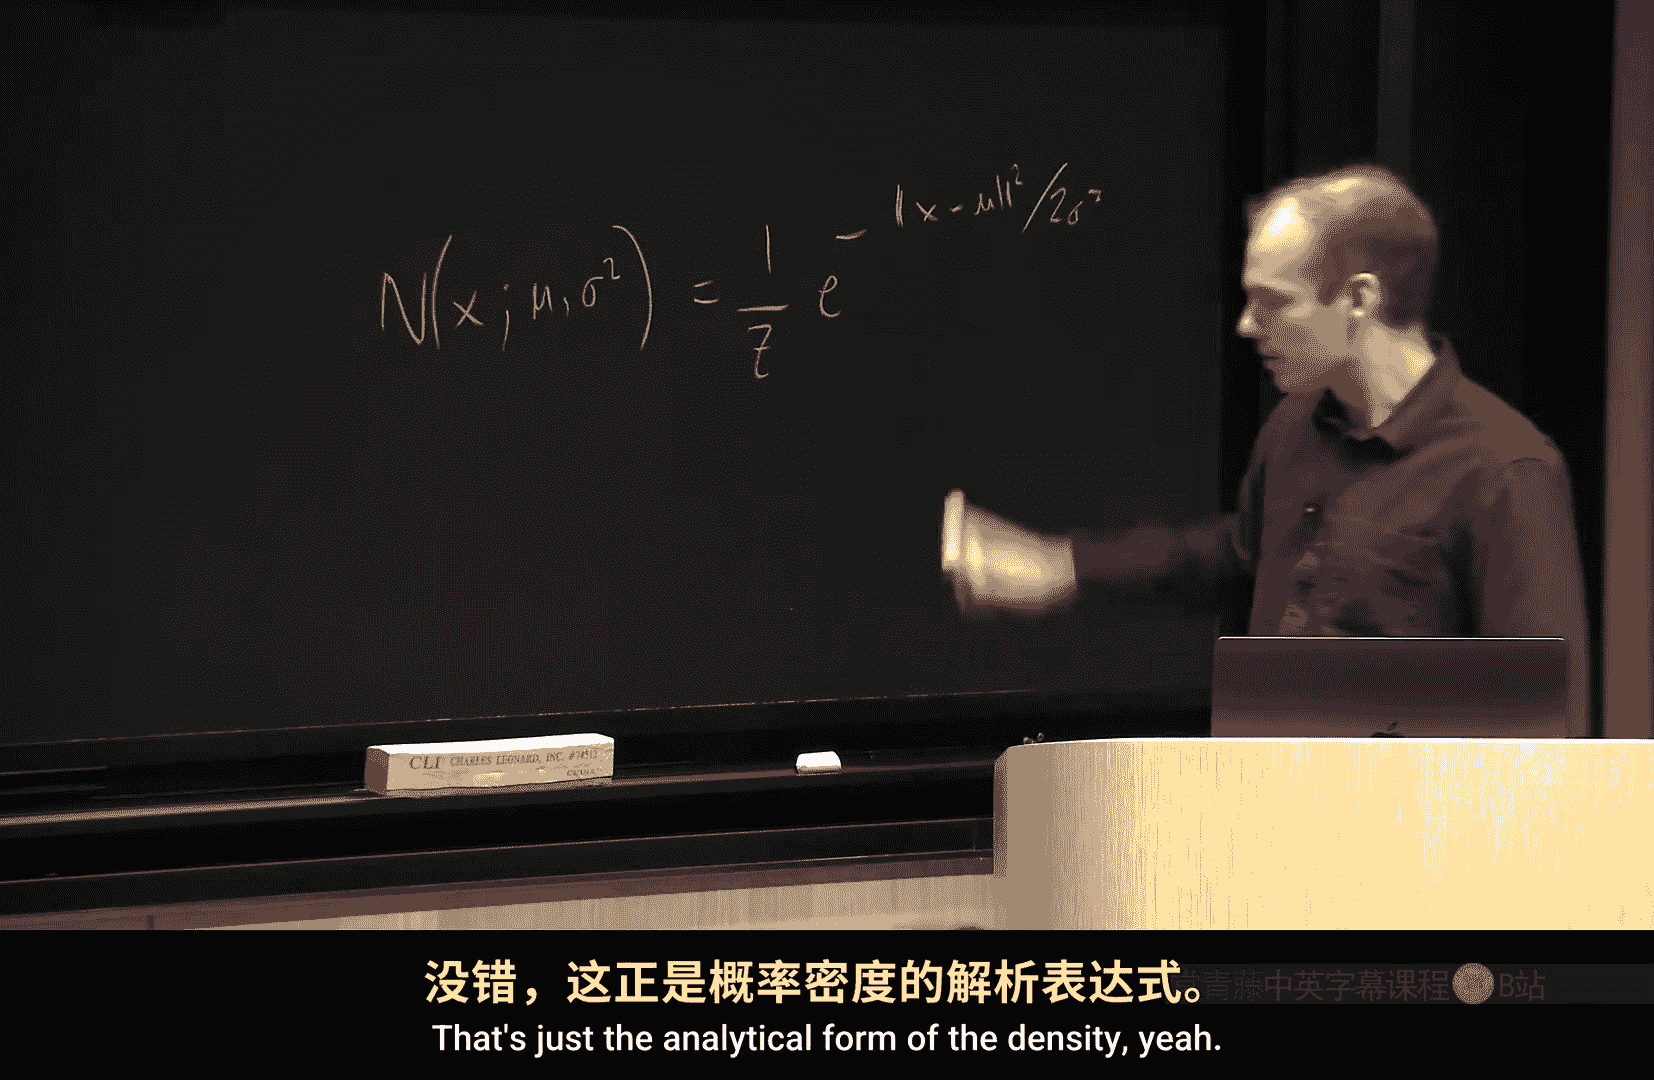 N(x; μ, σ²) = 1/Z e^-‖x-μ‖²/2σ²
CLI CHARLES LEONARD, INC. #74512
CHINA
没错，这正是概率密度的解析表达式。
青藤中英字幕课程 B站
That's just the analytical form of the density, yeah.